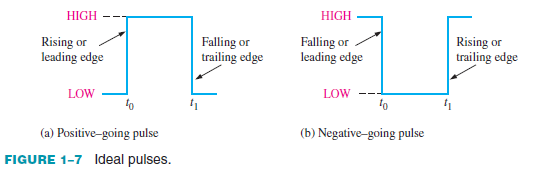 HIGH
Rising or
leading edge
Falling or
trailing edge
LOW
t0
t1
(a) Positive–going pulse
HIGH
Falling or
leading edge
Rising or
trailing edge
LOW
t0
t1
(b) Negative–going pulse
FIGURE 1–7 Ideal pulses.